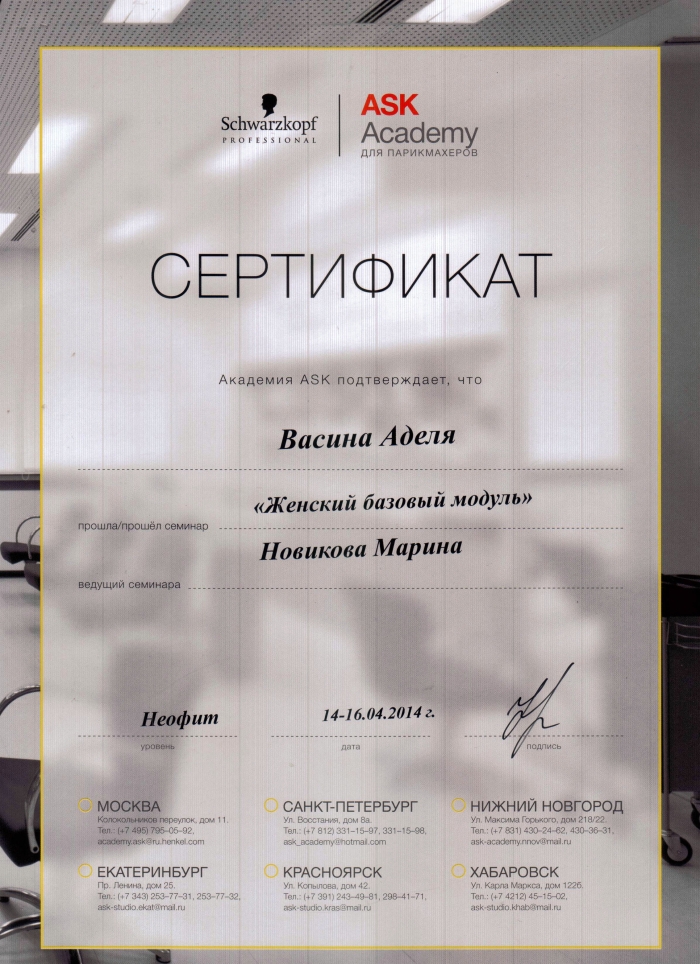 Schwarzkopf
PROFESSIONAL
ASK
Academy
ДЛЯ ПАРИКМАХЕРОВ
СЕРТИФИКАТ
Академия ASK подтверждает, что
Васина Аделя
«Женский базовый модуль»
прошла/прошёл семинар
Новикова Марина
ведущий семинара
Неофит
14-16.04.2014 г.
уровень
дата
подпись
МОСКВА
Колокольников переулок, дом 11.
Тел.: (+7 495) 795–05–92,
academy.ask@ru.henkel.com
САНКТ-ПЕТЕРБУРГ
Ул. Восстания, дом 8а.
Тел.: (+7 812) 331–15–97, 331–15–98,
ask_academy@hotmail.com
НИЖНИЙ НОВГОРОД
Ул. Максима Горького, дом 218/22.
Тел.: (+7 831) 430–24–62, 430–36–31,
ask-academy.nnov@mail.ru
ЕКАТЕРИНБУРГ
Пр. Ленина, дом 25.
Тел.: (+7 343) 253–77–31, 253–77–32,
ask-studio.ekat@mail.ru
КРАСНОЯРСК
Ул. Копылова, дом 42.
Тел.: (+7 391) 243–49–81, 298–41–71,
ask-studio.kras@mail.ru
ХАБАРОВСК
Ул. Карла Маркса, дом 122б.
Тел.: (+7 4212) 45–15–02,
ask-studio.khab@mail.ru